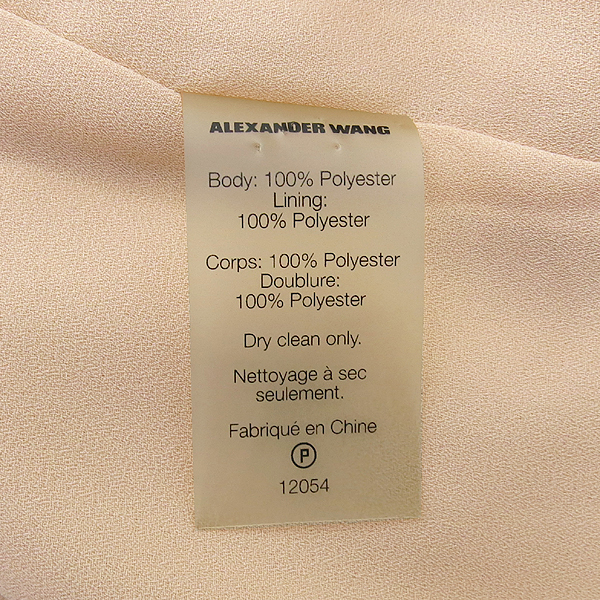 ALEXANDER WANG
Body: 100% Polyester
Lining:
100% Polyester
Corps: 100% Polyester
Doublure:
100% Polyester
Dry clean only.
Nettoyage à sec
seulement.
Fabriqué en Chine
P
12054